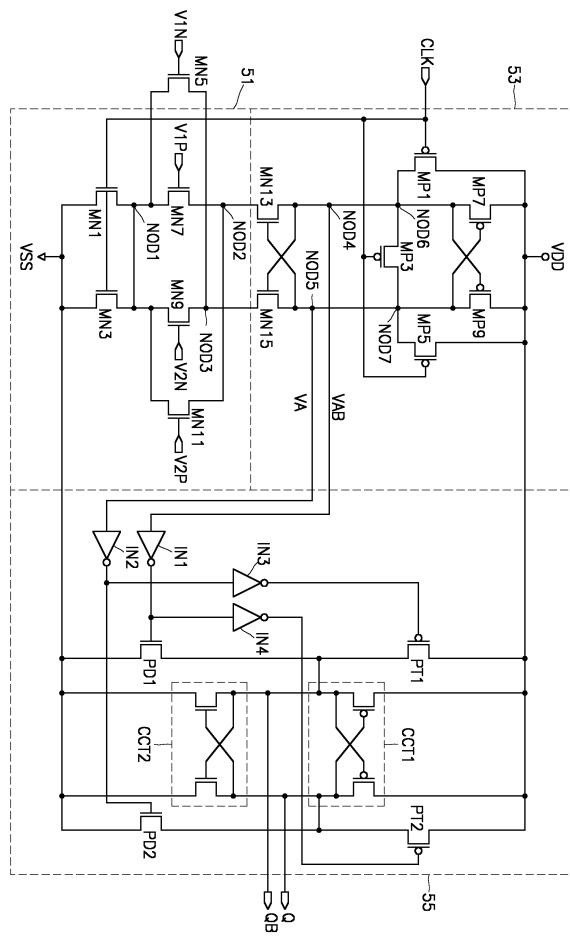 53
51
CLK
V1N
MN5
V1P
VDD
MP7
MP9
MP1
MP3
MP5
NOD6
NOD7
NOD4
NOD5
MN13
MN15
NOD2
NOD3
MN7
MN9
V2N
MN11
V2P
NOD1
MN1
MN3
VSS
VAB
VA
IN1
IN2
IN3
IN4
PT1
PD1
CCT1
CCT2
PT2
PD2
Q
QB
55